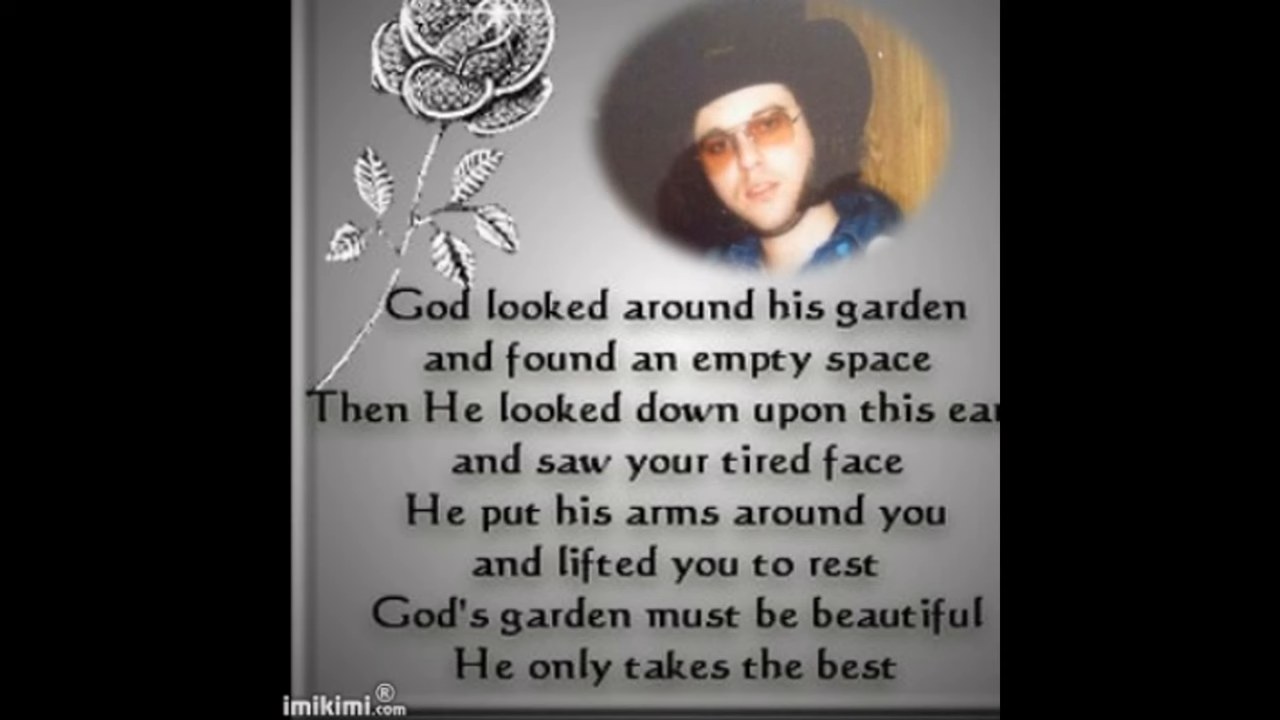 God looked around his garden
and found an empty space
Then He looked down upon this ear
and saw your tired face
He put his arms around you
and lifted you to rest
God's garden must be beautiful
He only takes the best
imikimi.com®